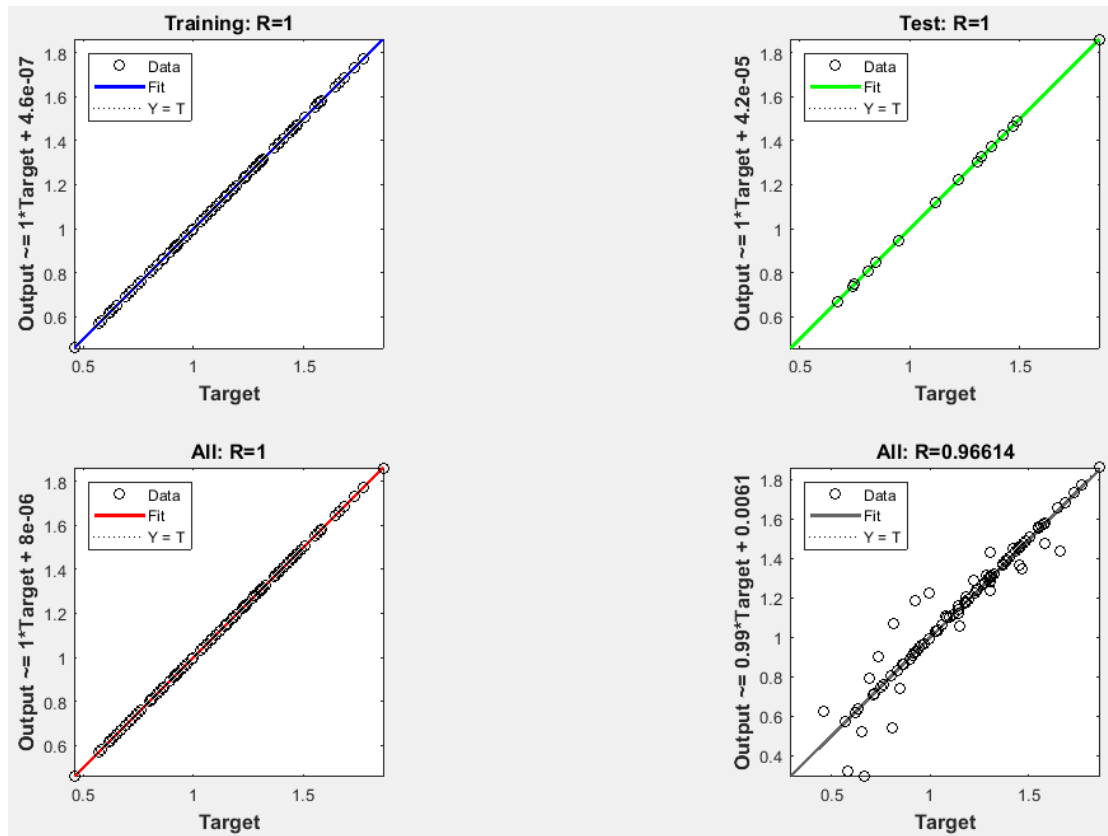 Training: R=1
Output ~= 1*Target + 4.6e-07
1.8
1.6
1.4
1.2
1
0.8
0.6
Data
Fit
Y = T
0.5
1
1.5
Target
Test: R=1
Output ~= 1*Target + 4.2e-05
1.8
1.6
1.4
1.2
1
0.8
0.6
Data
Fit
Y = T
0.5
1
1.5
Target
All: R=1
Output ~= 1*Target + 8e-06
1.8
1.6
1.4
1.2
1
0.8
0.6
Data
Fit
Y = T
0.5
1
1.5
Target
All: R=0.96614
Output ~= 0.99*Target + 0.0061
1.8
1.6
1.4
1.2
1
0.8
0.6
0.4
Data
Fit
Y = T
0.5
1
1.5
Target